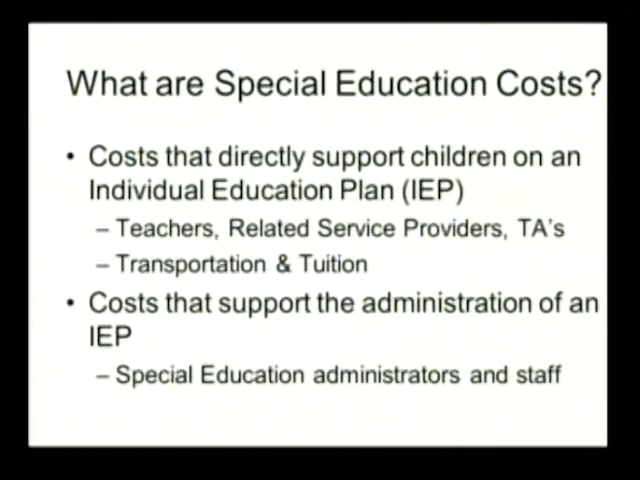 What are Special Education Costs?
• Costs that directly support children on an
Individual Education Plan (IEP)
– Teachers, Related Service Providers, TA's
– Transportation & Tuition
• Costs that support the administration of an
IEP
– Special Education administrators and staff